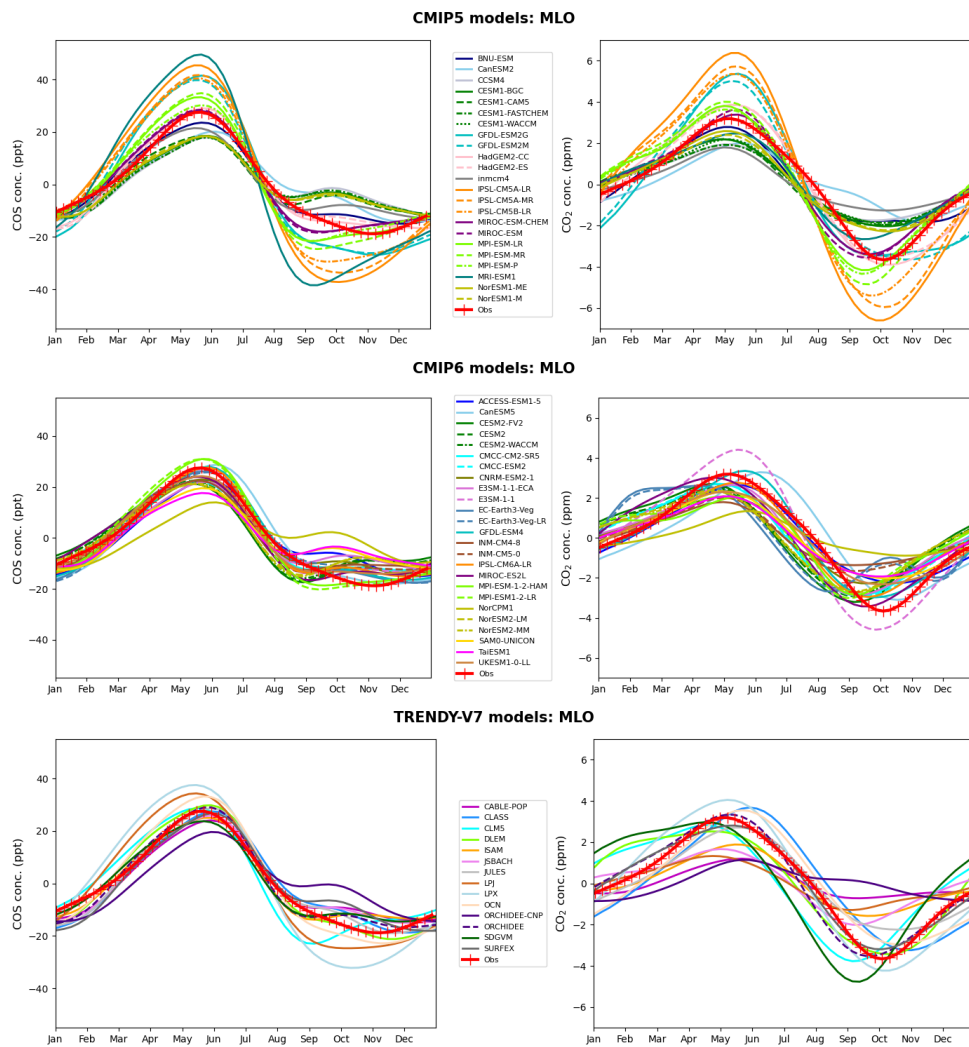 CMIP5 models: MLO
COS conc. (ppt)
40
20
0
−20
−40
Jan Feb Mar Apr May Jun Jul Aug Sep Oct Nov Dec
BNU-ESM
CanESM2
CCSM4
CESM1-BGC
CESM1-CAM5
CESM1-FASTCHEM
CESM1-WACCM
GFDL-ESM2G
GFDL-ESM2M
HadGEM2-CC
HadGEM2-ES
inmcm4
IPSL-CM5A-LR
IPSL-CM5A-MR
IPSL-CM5B-LR
MIROC-ESM-CHEM
MIROC-ESM
MPI-ESM-LR
MPI-ESM-MR
MPI-ESM-P
MRI-ESM1
NorESM1-ME
NorESM1-M
Obs
CO₂ conc. (ppm)
6
4
2
0
−2
−4
−6
Jan Feb Mar Apr May Jun Jul Aug Sep Oct Nov Dec
CMIP6 models: MLO
COS conc. (ppt)
40
20
0
−20
−40
Jan Feb Mar Apr May Jun Jul Aug Sep Oct Nov Dec
ACCESS-ESM1-5
CanESM5
CESM2-FV2
CESM2
CESM2-WACCM
CMCC-CM2-SR5
CMCC-ESM2
CNRM-ESM2-1
E3SM-1-1-ECA
E3SM-1-1
EC-Earth3-Veg
EC-Earth3-Veg-LR
GFDL-ESM4
INM-CM4-8
INM-CM5-0
IPSL-CM6A-LR
MIROC-ES2L
MPI-ESM-1-2-HAM
MPI-ESM1-2-LR
NorCPM1
NorESM2-LM
NorESM2-MM
SAM0-UNICON
TaiESM1
UKESM1-0-LL
Obs
CO₂ conc. (ppm)
6
4
2
0
−2
−4
−6
Jan Feb Mar Apr May Jun Jul Aug Sep Oct Nov Dec
TRENDY-V7 models: MLO
COS conc. (ppt)
40
20
0
−20
−40
Jan Feb Mar Apr May Jun Jul Aug Sep Oct Nov Dec
CABLE-POP
CLASS
CLM5
DLEM
ISAM
JSBACH
JULES
LPJ
LPX
OCN
ORCHIDEE-CNP
ORCHIDEE
SDGVM
SURFEX
Obs
CO₂ conc. (ppm)
6
4
2
0
−2
−4
−6
Jan Feb Mar Apr May Jun Jul Aug Sep Oct Nov Dec